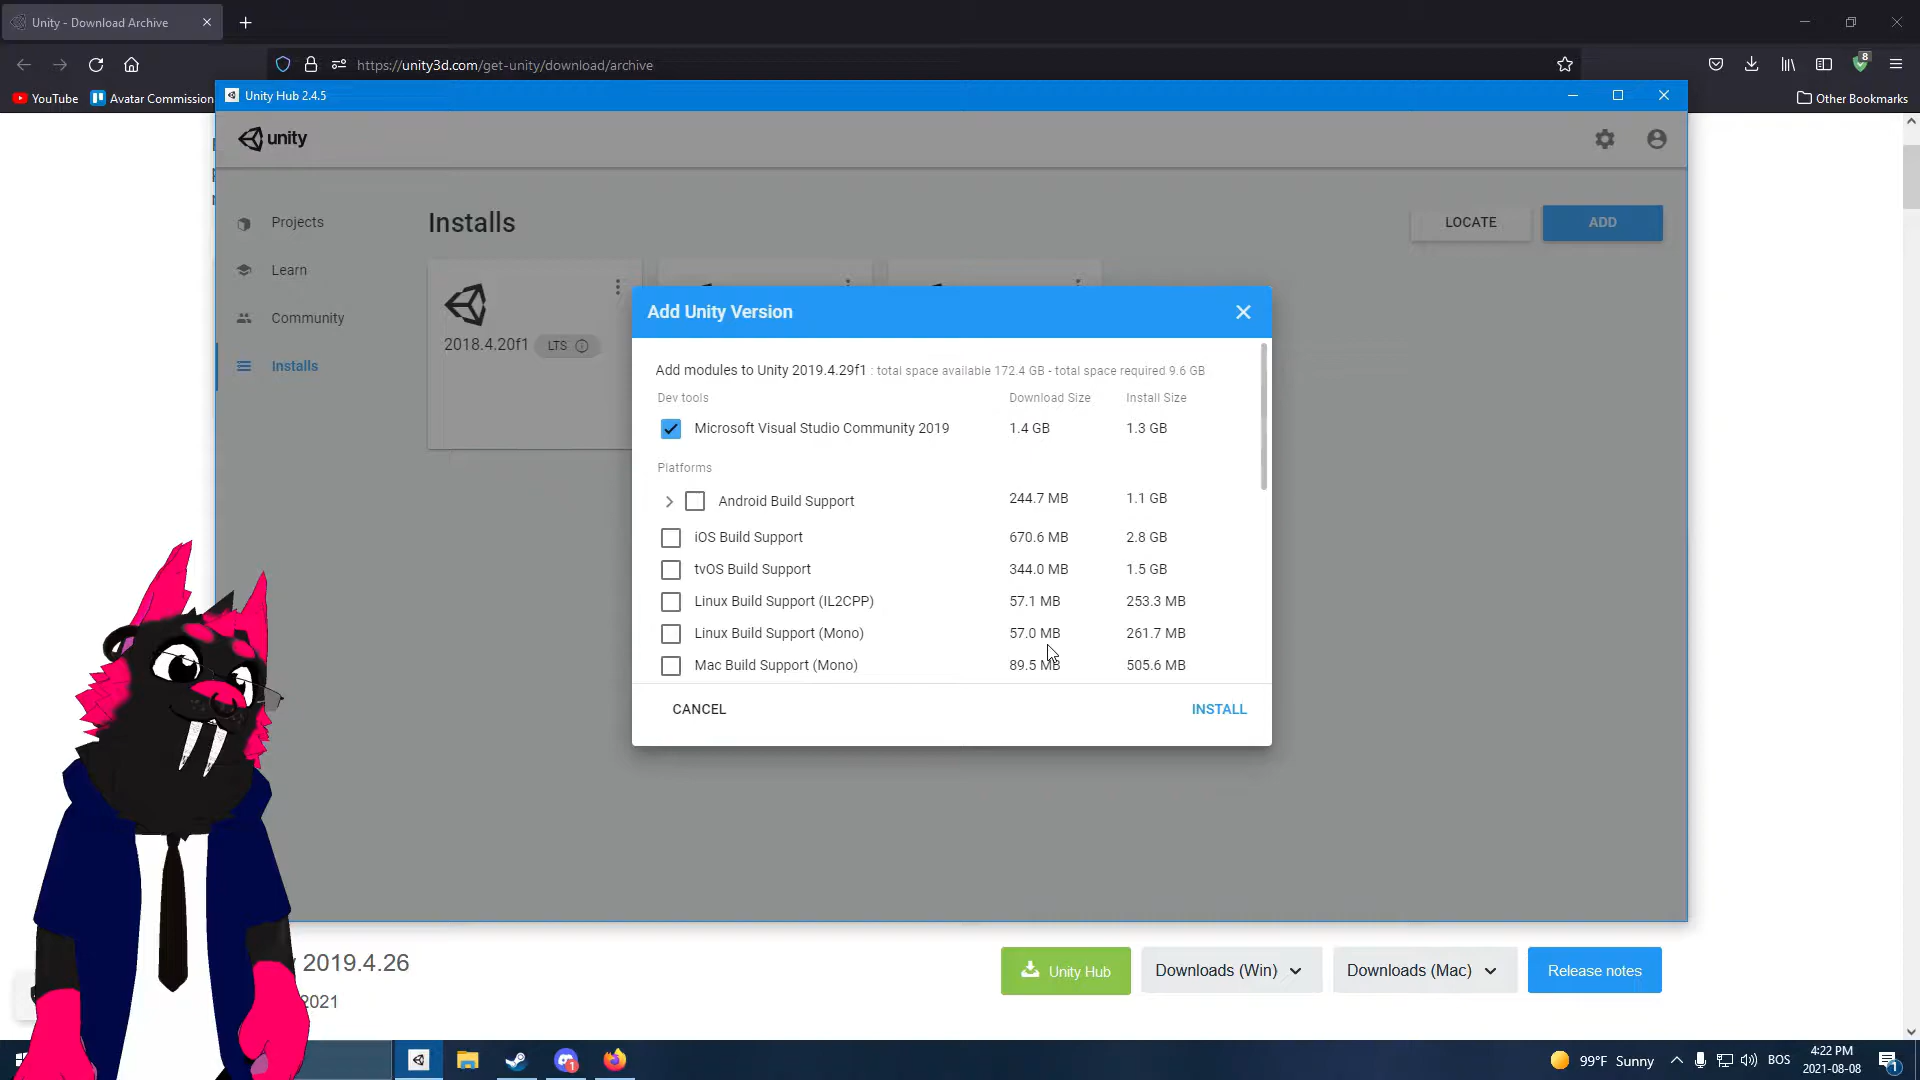 Unity - Download Archive
https://unity3d.com/get-unity/download/archive
8
YouTube
Avatar Commission
Other Bookmarks
Unity Hub 2.4.5
unity
Projects
Learn
Community
Installs
Installs
LOCATE
ADD
2018.4.20f1
LTS
Add Unity Version
Add modules to Unity 2019.4.29f1 : total space available 172.4 GB - total space required 9.6 GB
Dev tools Download Size Install Size
Microsoft Visual Studio Community 2019 1.4 GB 1.3 GB
Platforms
Android Build Support 244.7 MB 1.1 GB
iOS Build Support 670.6 MB 2.8 GB
tvOS Build Support 344.0 MB 1.5 GB
Linux Build Support (IL2CPP) 57.1 MB 253.3 MB
Linux Build Support (Mono) 57.0 MB 261.7 MB
Mac Build Support (Mono) 89.5 MB 505.6 MB
CANCEL
INSTALL
2019.4.26
2021
Unity Hub
Downloads (Win)
Downloads (Mac)
Release notes
1
99°F Sunny
BOS
4:22 PM
2021-08-08
1